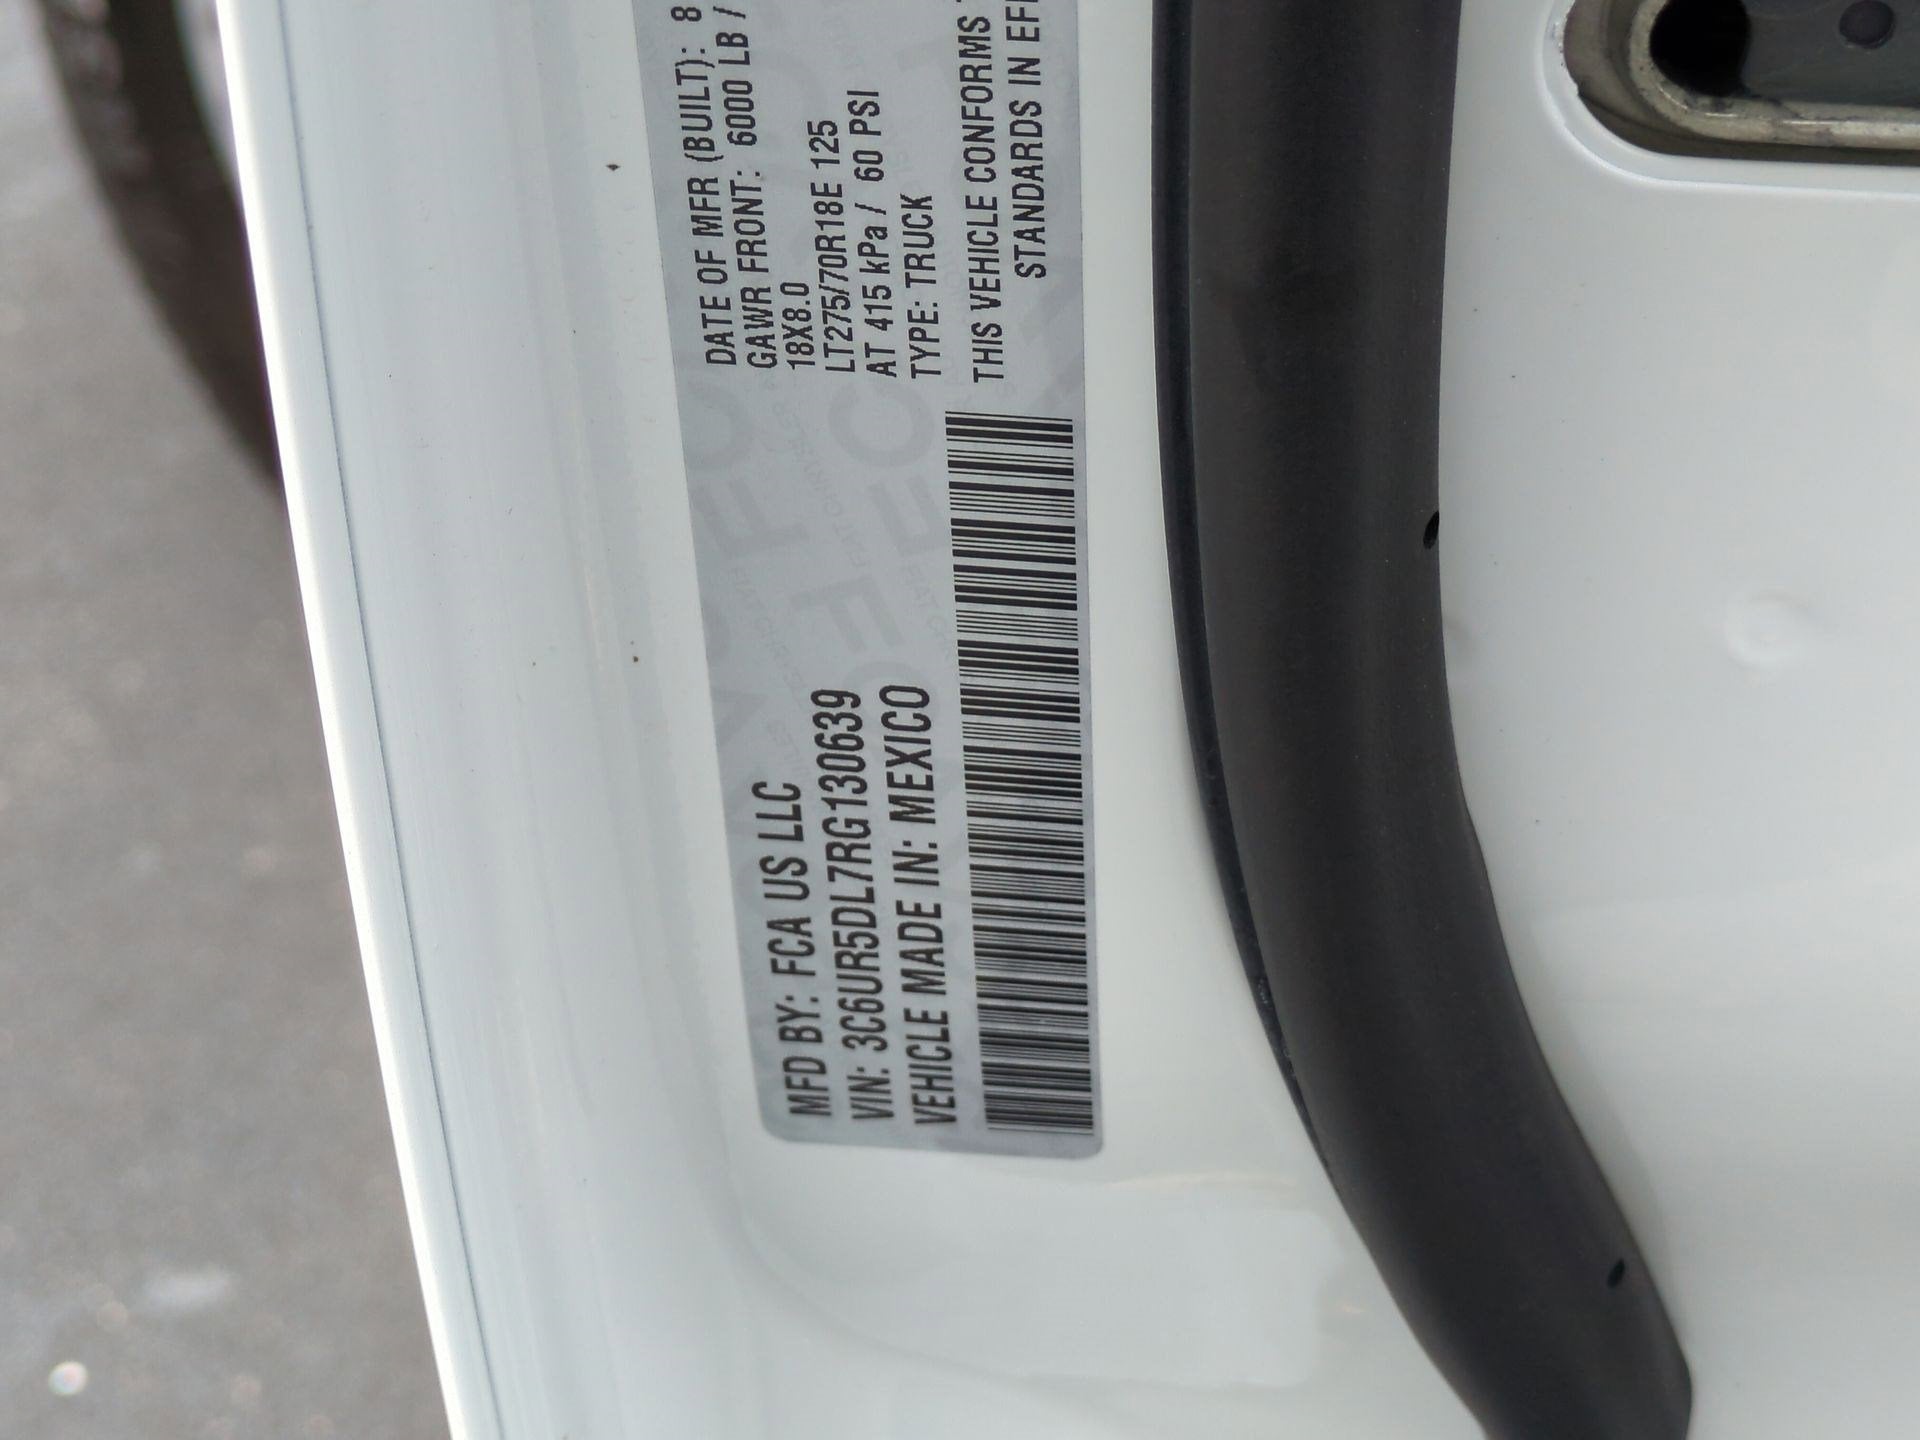 MFD BY: FCA US LLC
VIN: 3C6UR5DL7RG130639
VEHICLE MADE IN: MEXICO
DATE OF MFR (BUILT): 8
GAWR FRONT: 6000 LB /
18X8.0
LT275/70R18E 125
AT 415 kPa / 60 PSI
TYPE: TRUCK
THIS VEHICLE CONFORMS
STANDARDS IN